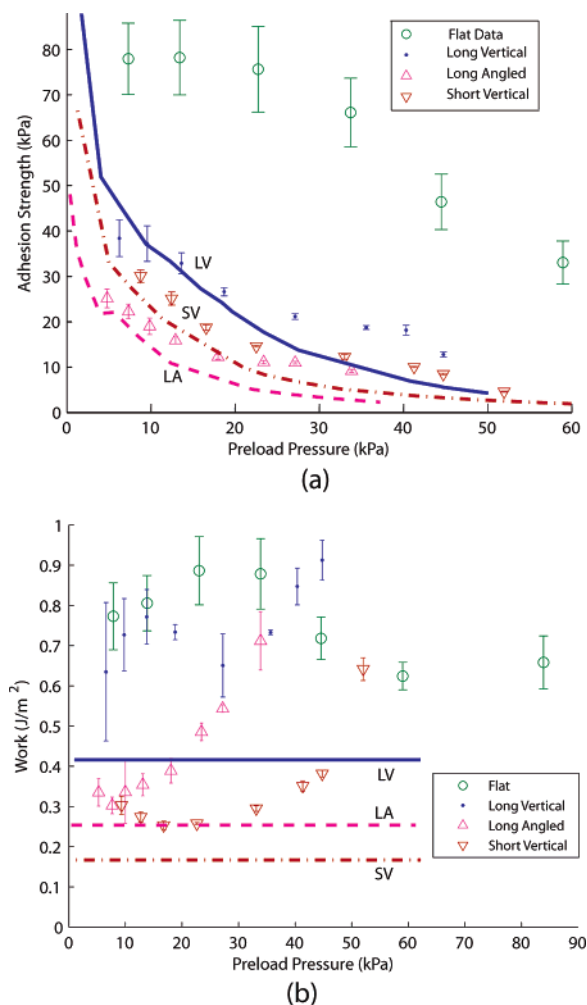 Adhesion Strength (kPa)
80
70
60
50
40
30
20
10
0
Flat Data
Long Vertical
Long Angled
Short Vertical
LV
SV
LA
0 10 20 30 40 50 60
Preload Pressure (kPa)
(a)
Work (J/m²)
1
0.9
0.8
0.7
0.6
0.5
0.4
0.3
0.2
0.1
0
LV
LA
SV
Flat
Long Vertical
Long Angled
Short Vertical
0 10 20 30 40 50 60 70 80 90
Preload Pressure (kPa)
(b)